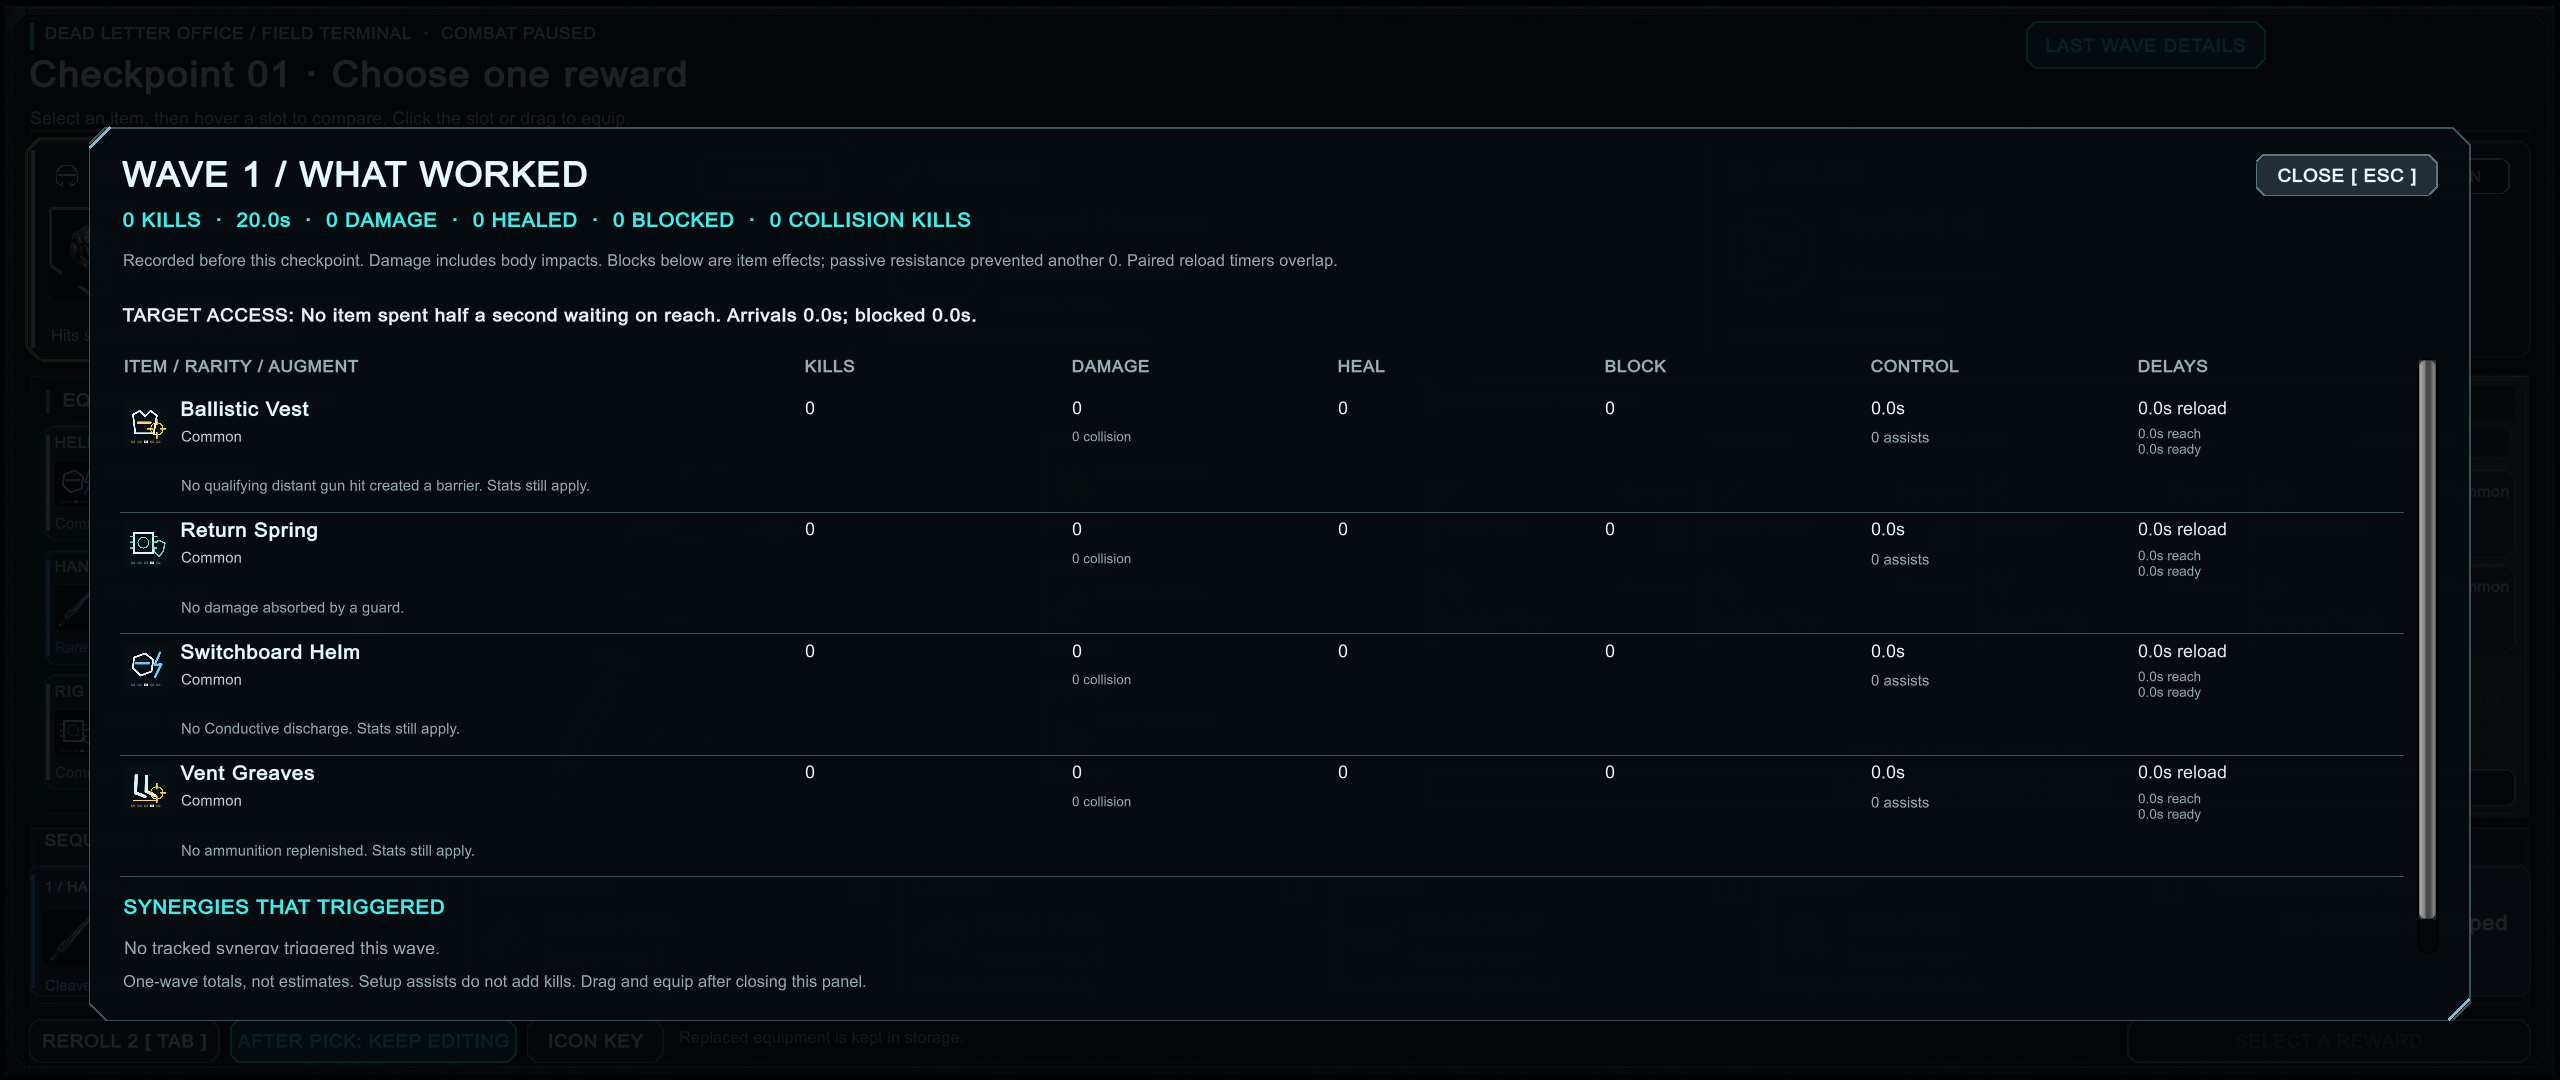 DEAD LETTER OFFICE / FIELD TERMINAL · COMBAT PAUSED
LAST WAVE DETAILS
Checkpoint 01 · Choose one reward
Select an item, then hover a slot to compare. Click the slot or drag to equip.
WAVE 1 / WHAT WORKED
CLOSE [ ESC ]
0 KILLS · 20.0s · 0 DAMAGE · 0 HEALED · 0 BLOCKED · 0 COLLISION KILLS
Recorded before this checkpoint. Damage includes body impacts. Blocks below are item effects; passive resistance prevented another 0. Paired reload timers overlap.
TARGET ACCESS: No item spent half a second waiting on reach. Arrivals 0.0s; blocked 0.0s.
Hits
ITEM / RARITY / AUGMENT KILLS DAMAGE HEAL BLOCK CONTROL DELAYS
Ballistic Vest 0 0 0 0 0.0s 0.0s reload
Common 0 collision 0 assists 0.0s reach
0.0s ready
No qualifying distant gun hit created a barrier. Stats still apply.
Return Spring 0 0 0 0 0.0s 0.0s reload
Common 0 collision 0 assists 0.0s reach
0.0s ready
No damage absorbed by a guard.
Switchboard Helm 0 0 0 0 0.0s 0.0s reload
Common 0 collision 0 assists 0.0s reach
0.0s ready
No Conductive discharge. Stats still apply.
Vent Greaves 0 0 0 0 0.0s 0.0s reload
Common 0 collision 0 assists 0.0s reach
0.0s ready
No ammunition replenished. Stats still apply.
SYNERGIES THAT TRIGGERED
No tracked synergy triggered this wave.
One-wave totals, not estimates. Setup assists do not add kills. Drag and equip after closing this panel.
REROLL 2 [ TAB ]
AFTER PICK: KEEP EDITING
ICON KEY
Replaced equipment is kept in storage.
SELECT A REWARD